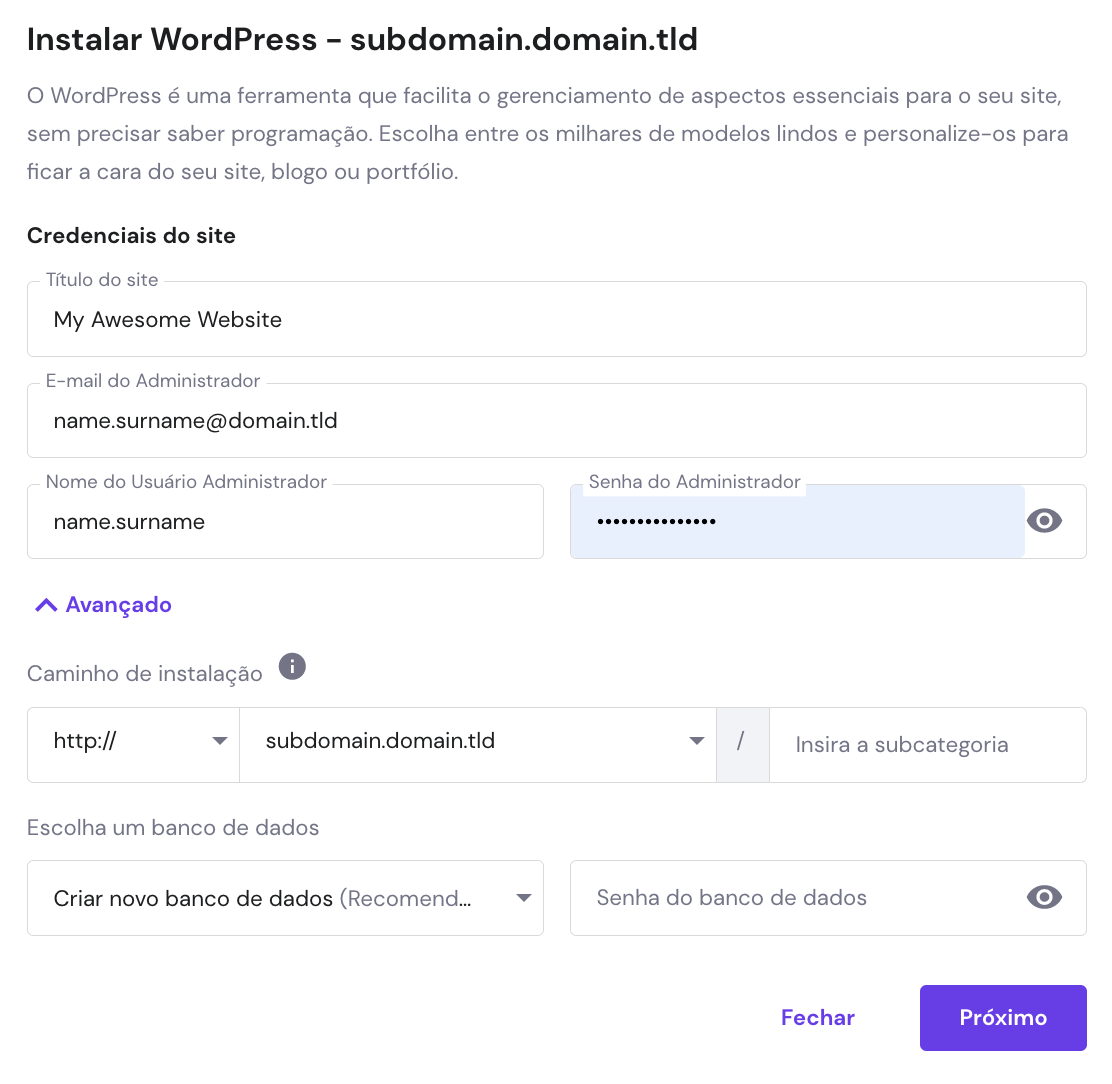 Instalar WordPress – subdomain.domain.tld
O WordPress é uma ferramenta que facilita o gerenciamento de aspectos essenciais para o seu site,
sem precisar saber programação. Escolha entre os milhares de modelos lindos e personalize-os para
ficar a cara do seu site, blogo ou portfólio.
Credenciais do site
Título do site
My Awesome Website
E-mail do Administrador
name.surname@domain.tld
Nome do Usuário Administrador
name.surname
Senha do Administrador
•••••••••••••••
Avançado
Caminho de instalação
http://
subdomain.domain.tld
/
Insira a subcategoria
Escolha um banco de dados
Criar novo banco de dados (Recomend...
Senha do banco de dados
Fechar
Próximo